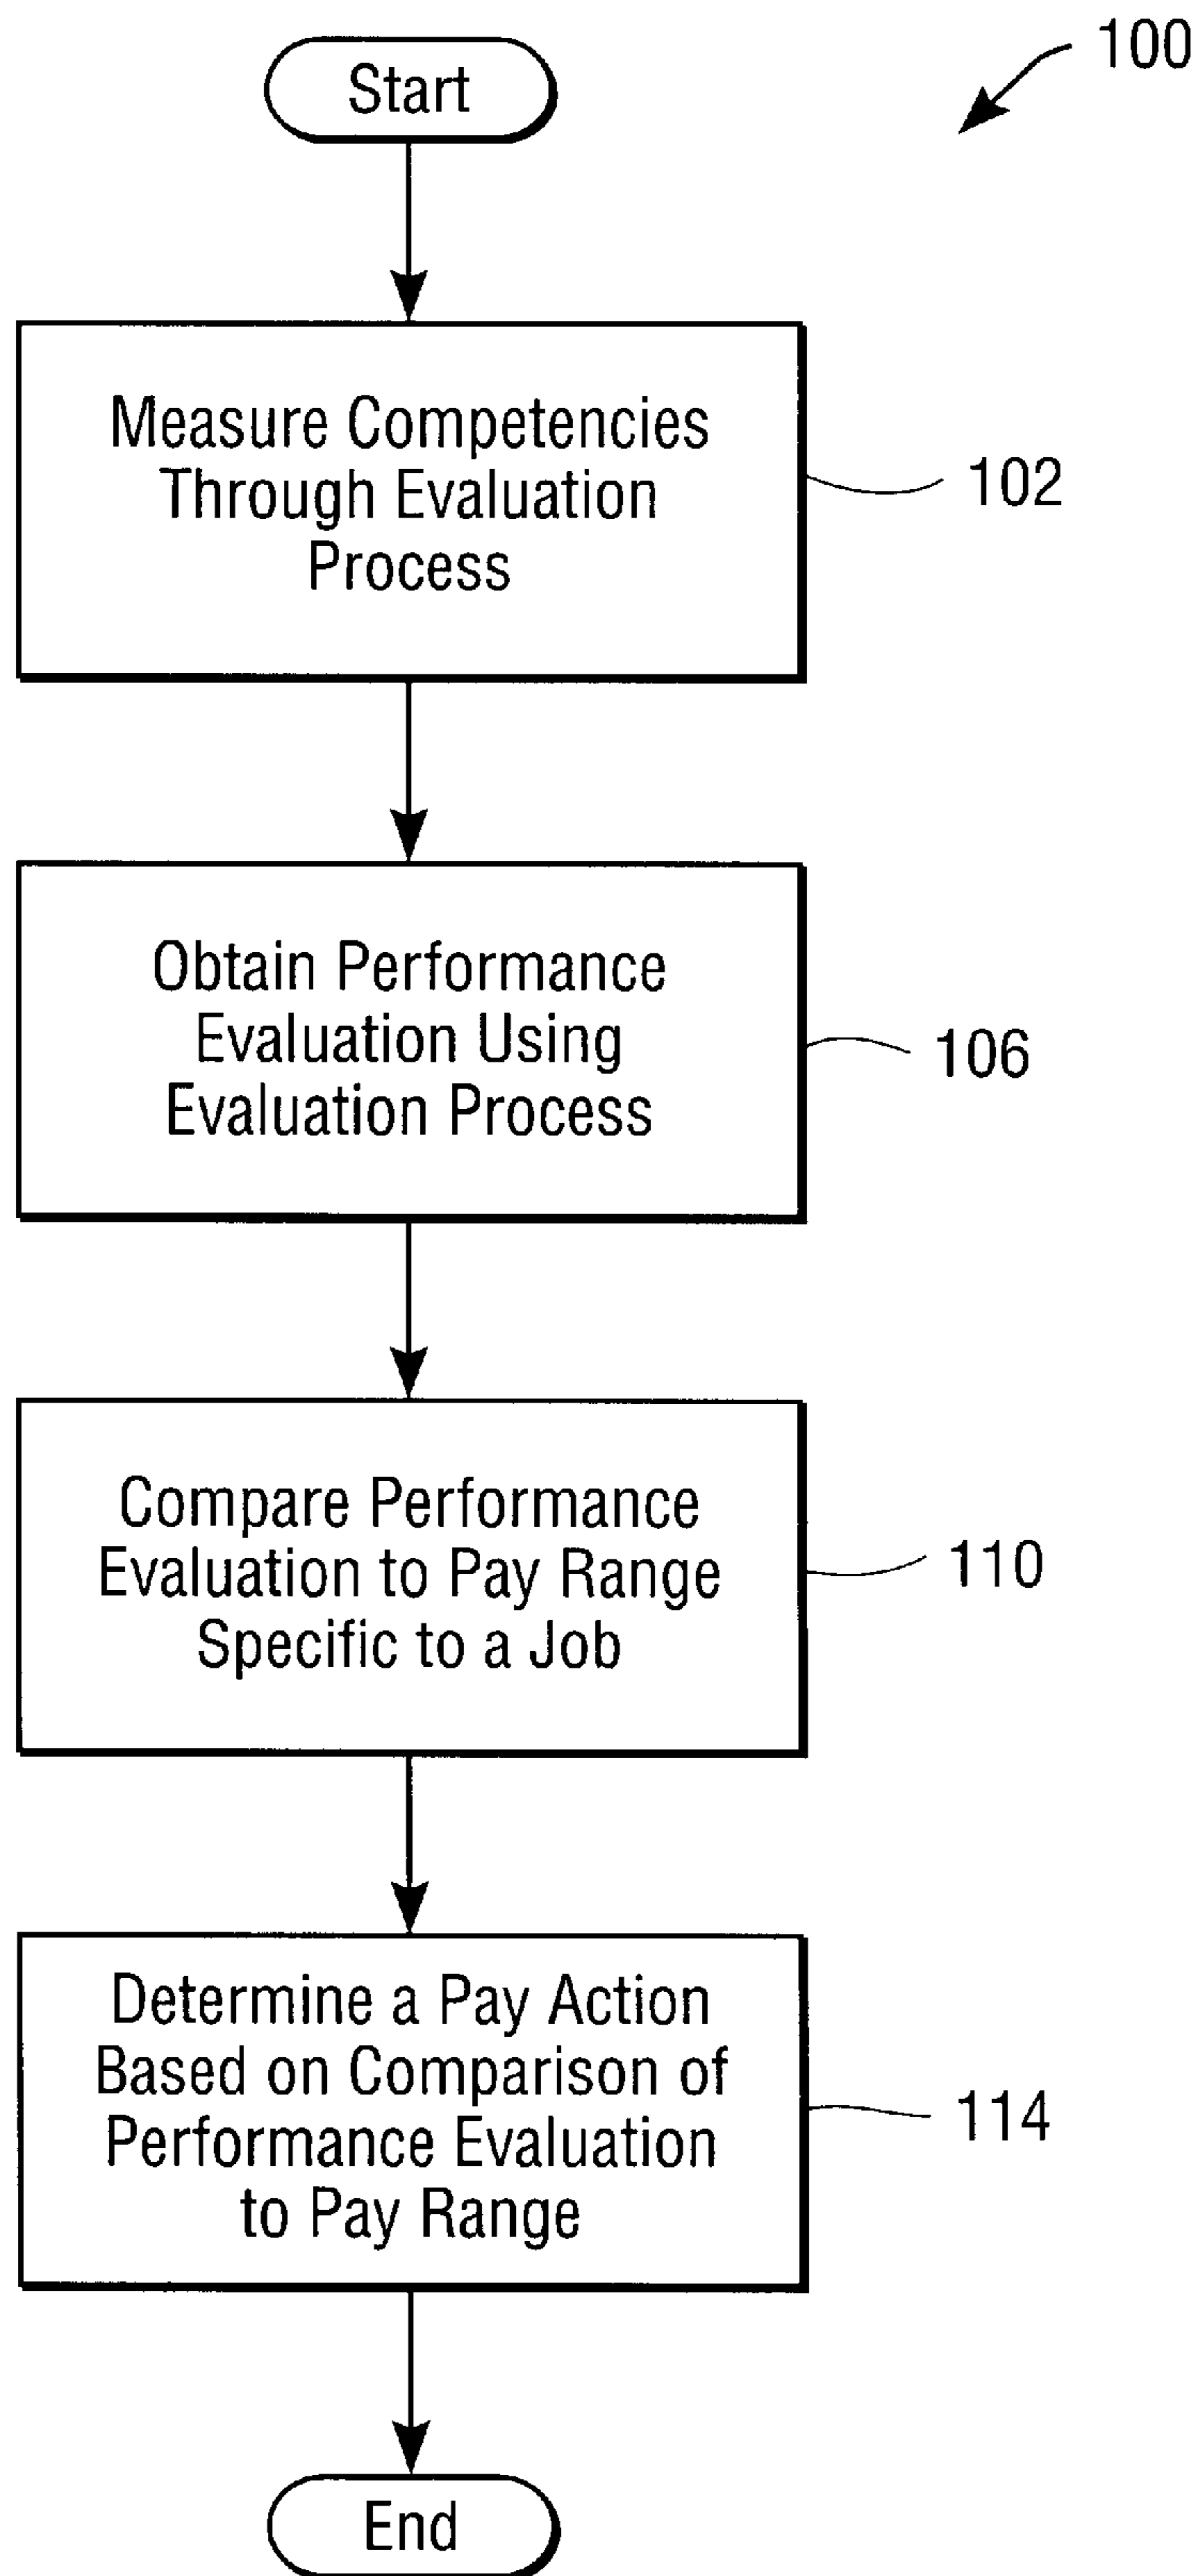 100
Start
Measure Competencies
Through Evaluation
Process
102
Obtain Performance
Evaluation Using
Evaluation Process
106
Compare Performance
Evaluation to Pay Range
Specific to a Job
110
Determine a Pay Action
Based on Comparison of
Performance Evaluation
to Pay Range
114
End